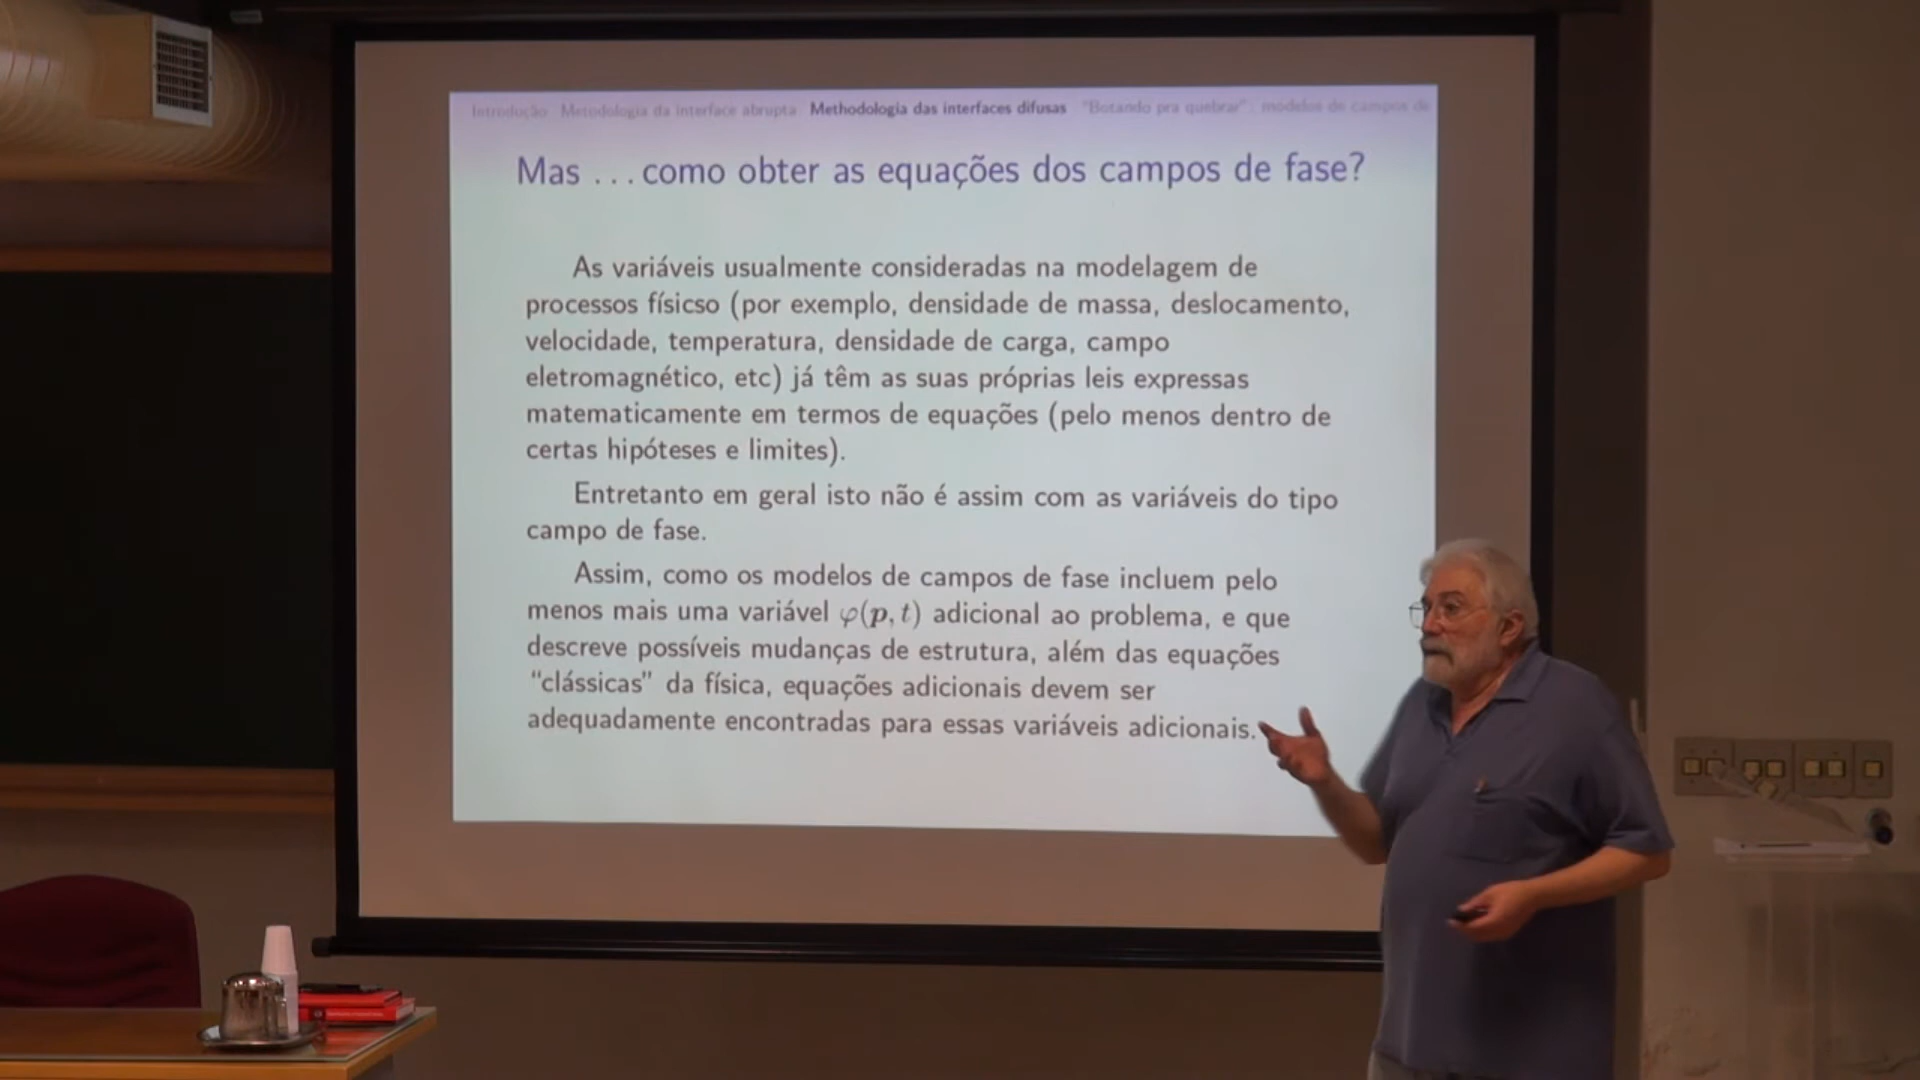 Introdução Metodologia da interface abrupta Methodologia das interfaces difusas "Botando pra quebrar": modelos de campos de
Mas ... como obter as equações dos campos de fase?
As variáveis usualmente consideradas na modelagem de
processos físicso (por exemplo, densidade de massa, deslocamento,
velocidade, temperatura, densidade de carga, campo
eletromagnético, etc) já têm as suas próprias leis expressas
matematicamente em termos de equações (pelo menos dentro de
certas hipóteses e limites).
Entretanto em geral isto não é assim com as variáveis do tipo
campo de fase.
Assim, como os modelos de campos de fase incluem pelo
menos mais uma variável φ(p, t) adicional ao problema, e que
descreve possíveis mudanças de estrutura, além das equações
"clássicas" da física, equações adicionais devem ser
adequadamente encontradas para essas variáveis adicionais.